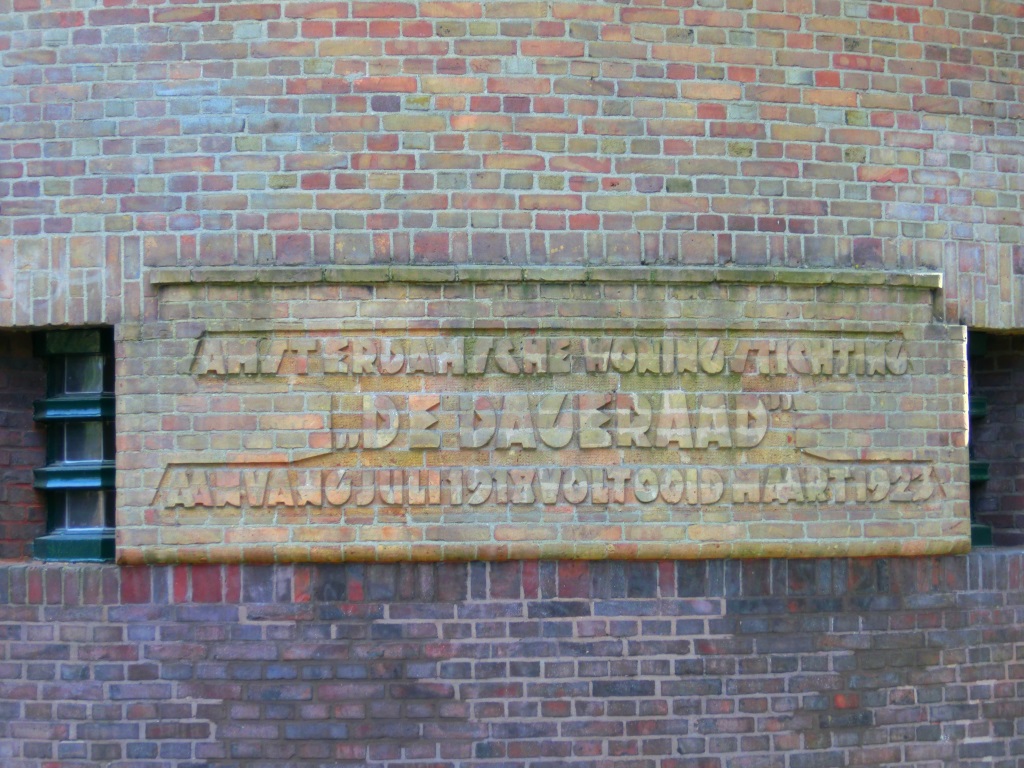 AMSTERDAMSCHE WONINGSTICHTING
„DE DAGERAAD”
AANVANG JULI 1918 VOLTOOID MAART 1923